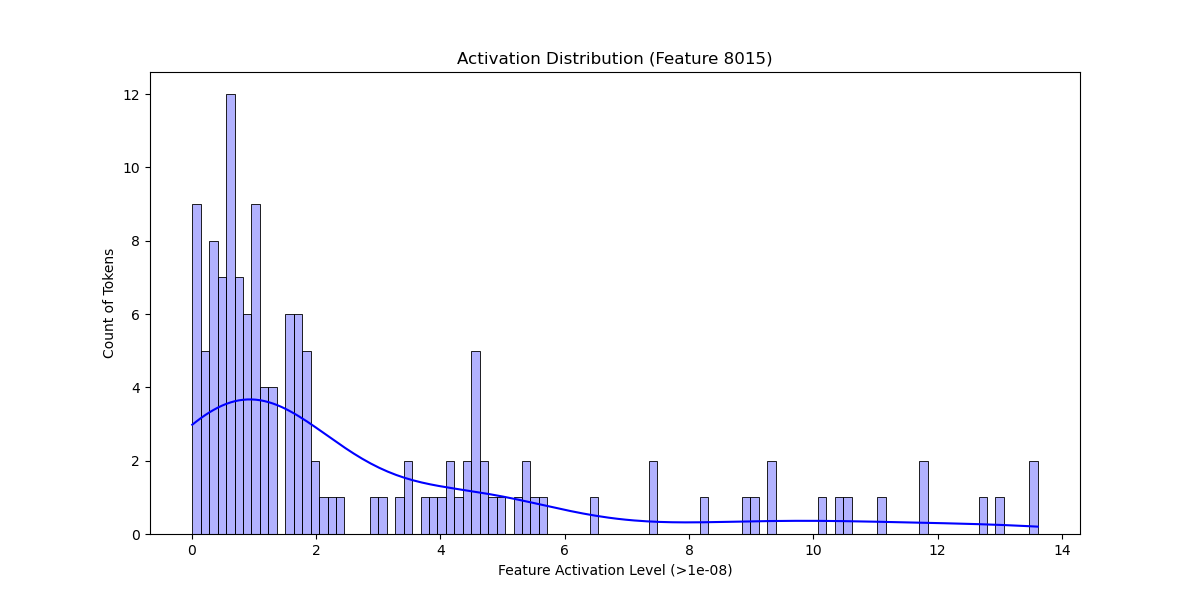 Activation Distribution (Feature 8015)
12
10
8
6
4
2
0
Count of Tokens
0 2 4 6 8 10 12 14
Feature Activation Level (>1e-08)